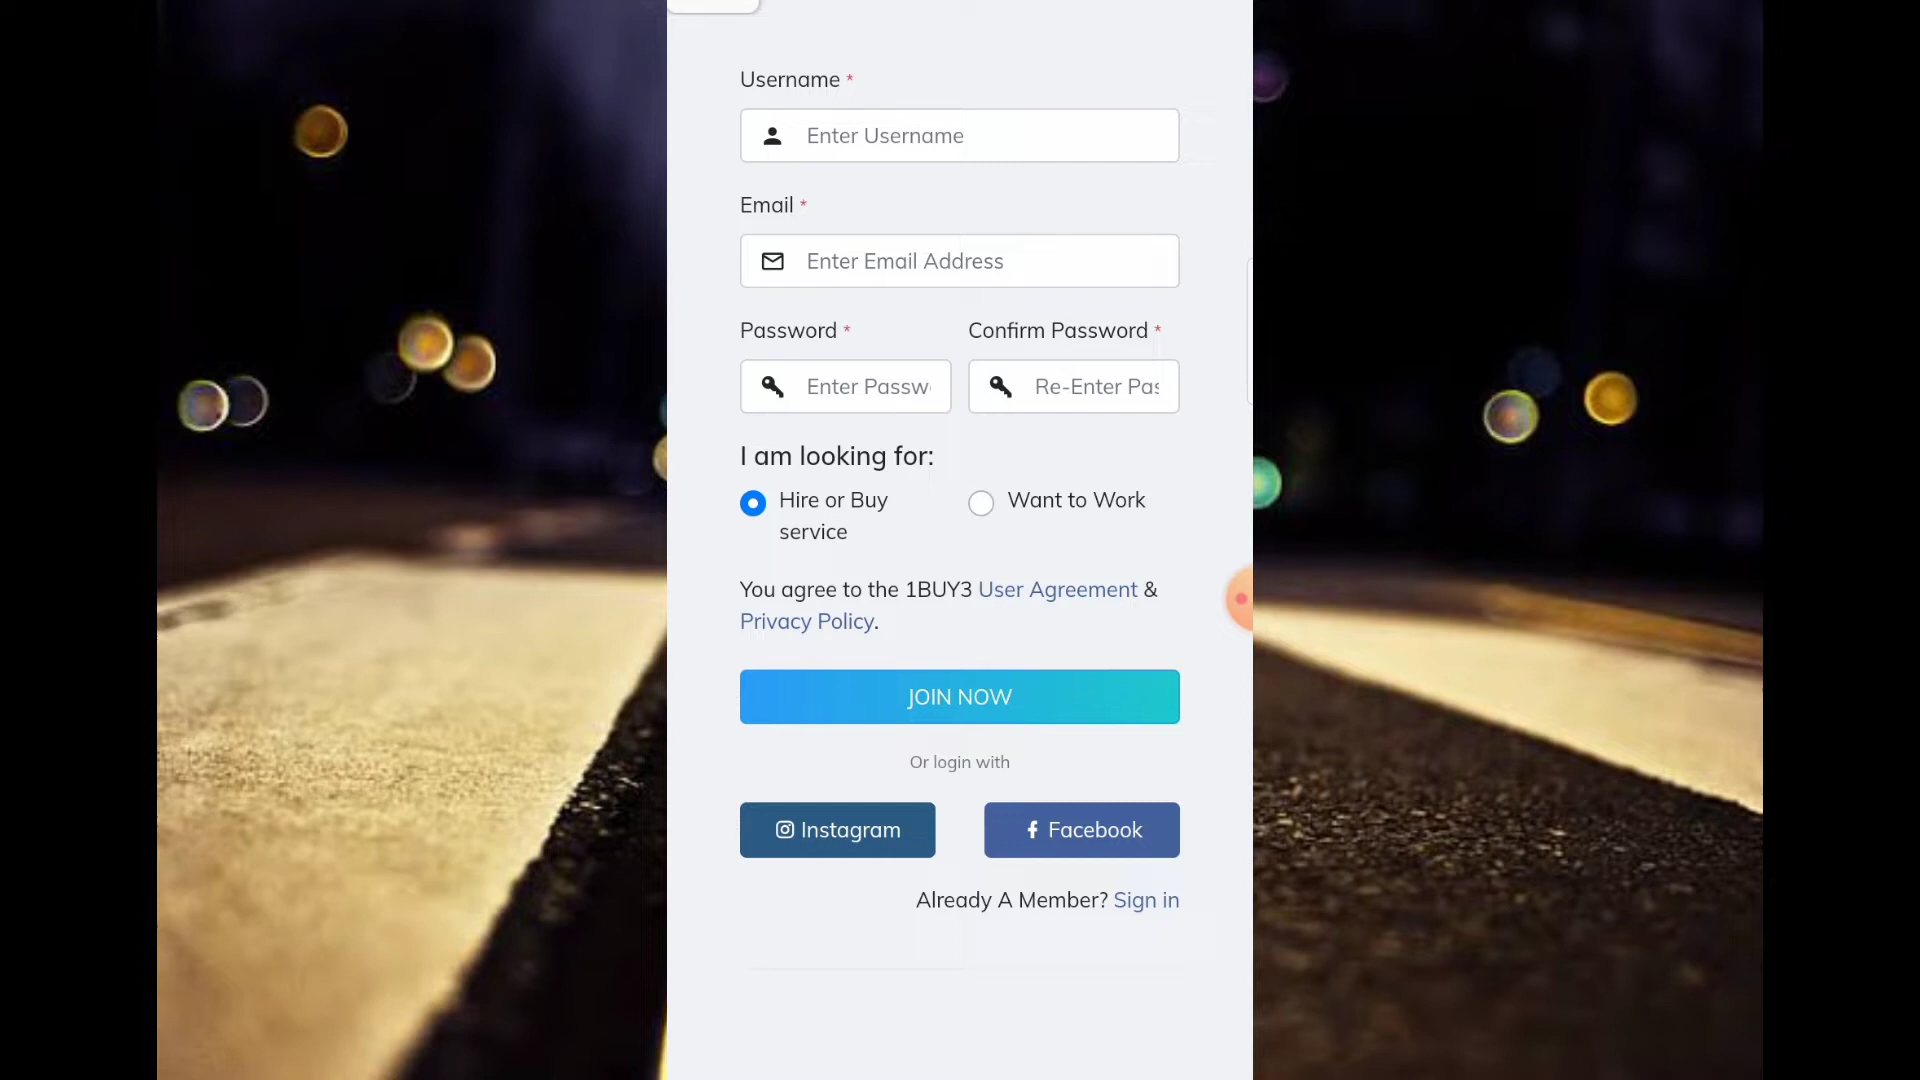 Username *
Enter Username
Email *
Enter Email Address
Password * Confirm Password *
Enter Passw Re-Enter Pas
I am looking for:
Hire or Buy service
Want to Work
You agree to the 1BUY3 User Agreement &
Privacy Policy.
JOIN NOW
Or login with
Instagram Facebook
Already A Member? Sign in